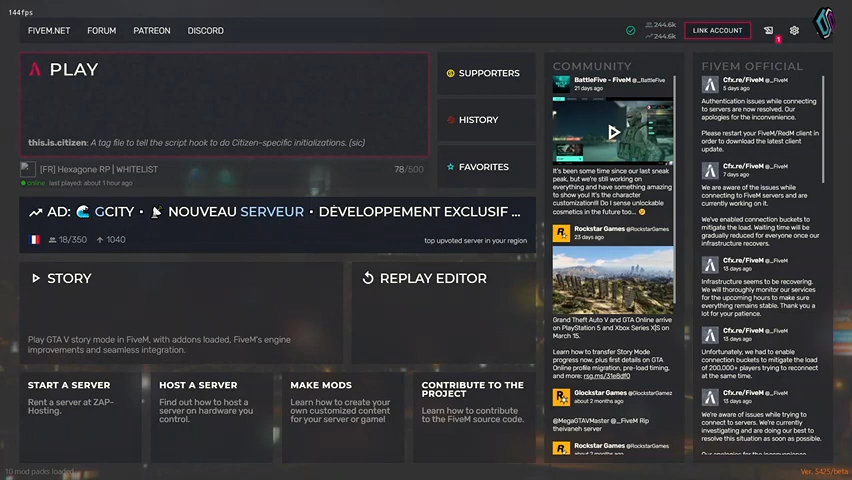 144fps
FIVEM.NET
FORUM
PATREON
DISCORD
244.6k
244.6k
LINK ACCOUNT
1
PLAY
this.is.citizen: A tag file to tell the script hook to do Citizen-specific initializations. (sic)
[FR] Hexagone RP | WHITELIST
78/500
online last played: about 1 hour ago
SUPPORTERS
HISTORY
FAVORITES
AD: 🌊 GCITY · 📡 NOUVEAU SERVEUR · DÉVELOPPEMENT EXCLUSIF ...
18/350 1040
top upvoted server in your region
STORY
Play GTA V story mode in FiveM, with addons loaded, FiveM's engine
improvements and seamless integration.
REPLAY EDITOR
START A SERVER
Rent a server at ZAP-
Hosting.
HOST A SERVER
Find out how to host
a server on hardware you
control.
MAKE MODS
Learn how to create your
own customized content
for your server or game!
CONTRIBUTE TO THE
PROJECT
Learn how to contribute
to the FiveM source code.
COMMUNITY
BattleFive - FiveM @_BattleFive
21 days ago
It's been some time since our last sneak
peak, but we're still working on
everything and have something amazing
to show you! It's the character
customization!!! Do I sense unlockable
cosmetics in the future too...
Rockstar Games @RockstarGames
23 days ago
Grand Theft Auto V and GTA Online arrive
on PlayStation 5 and Xbox Series X|S on
March 15.
Learn how to transfer Story Mode
progress now, plus first details on GTA
Online profile migration, pre-load timing,
and more: rsg.ms/31e8df0
Glockstar Gamez @GlockstarGamez
about 2 months ago
@MegaGTAVMaster @_FiveM Rip
theivaneh server
Rockstar Games @RockstarGames
about 2 months ago
FIVEM OFFICIAL
Cfx.re/FiveM @_FiveM
5 days ago
Authentication issues while connecting
to servers are now resolved. Our
apologies for the inconvenience.
Please restart your FiveM/RedM client in
order to download the latest client
update.
Cfx.re/FiveM @_FiveM
7 days ago
We are aware of the issues while
connecting to FiveM servers and are
currently working on it.
We've enabled connection buckets to
mitigate the load. Waiting time will be
gradually reduced for everyone once our
infrastructure recovers.
Cfx.re/FiveM @_FiveM
13 days ago
Infrastructure seems to be recovering.
We will thoroughly monitor our services
for the upcoming hours to make sure
everything remains stable. Thank you a
lot for your patience.
Cfx.re/FiveM @_FiveM
13 days ago
Unfortunately, we had to enable
connection buckets to mitigate the load
of 200,000+ players trying to reconnect
at the same time.
Cfx.re/FiveM @_FiveM
13 days ago
We're aware of issues while trying to
connect to servers. We're currently
investigating and are doing our best to
resolve this situation as soon as possible.
Our apologies for the inconvenience
10 mod packs loaded
Ver. 5425/beta